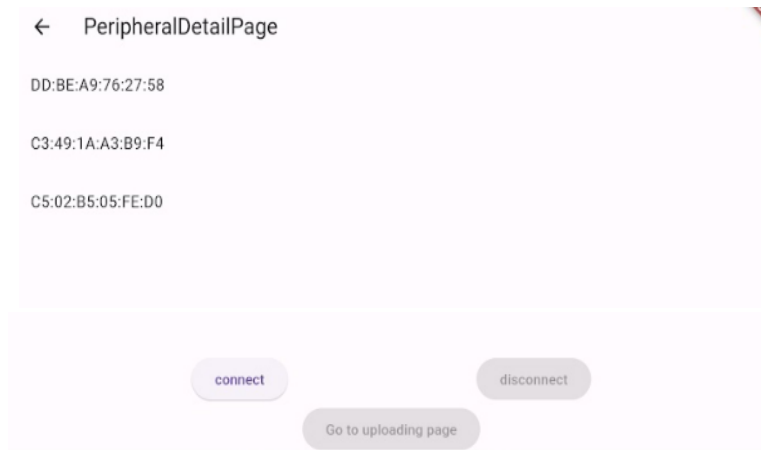 PeripheralDetailPage
DD:BE:A9:76:27:58
C3:49:1A:A3:B9:F4
C5:02:B5:05:FE:D0
connect
disconnect
Go to uploading page